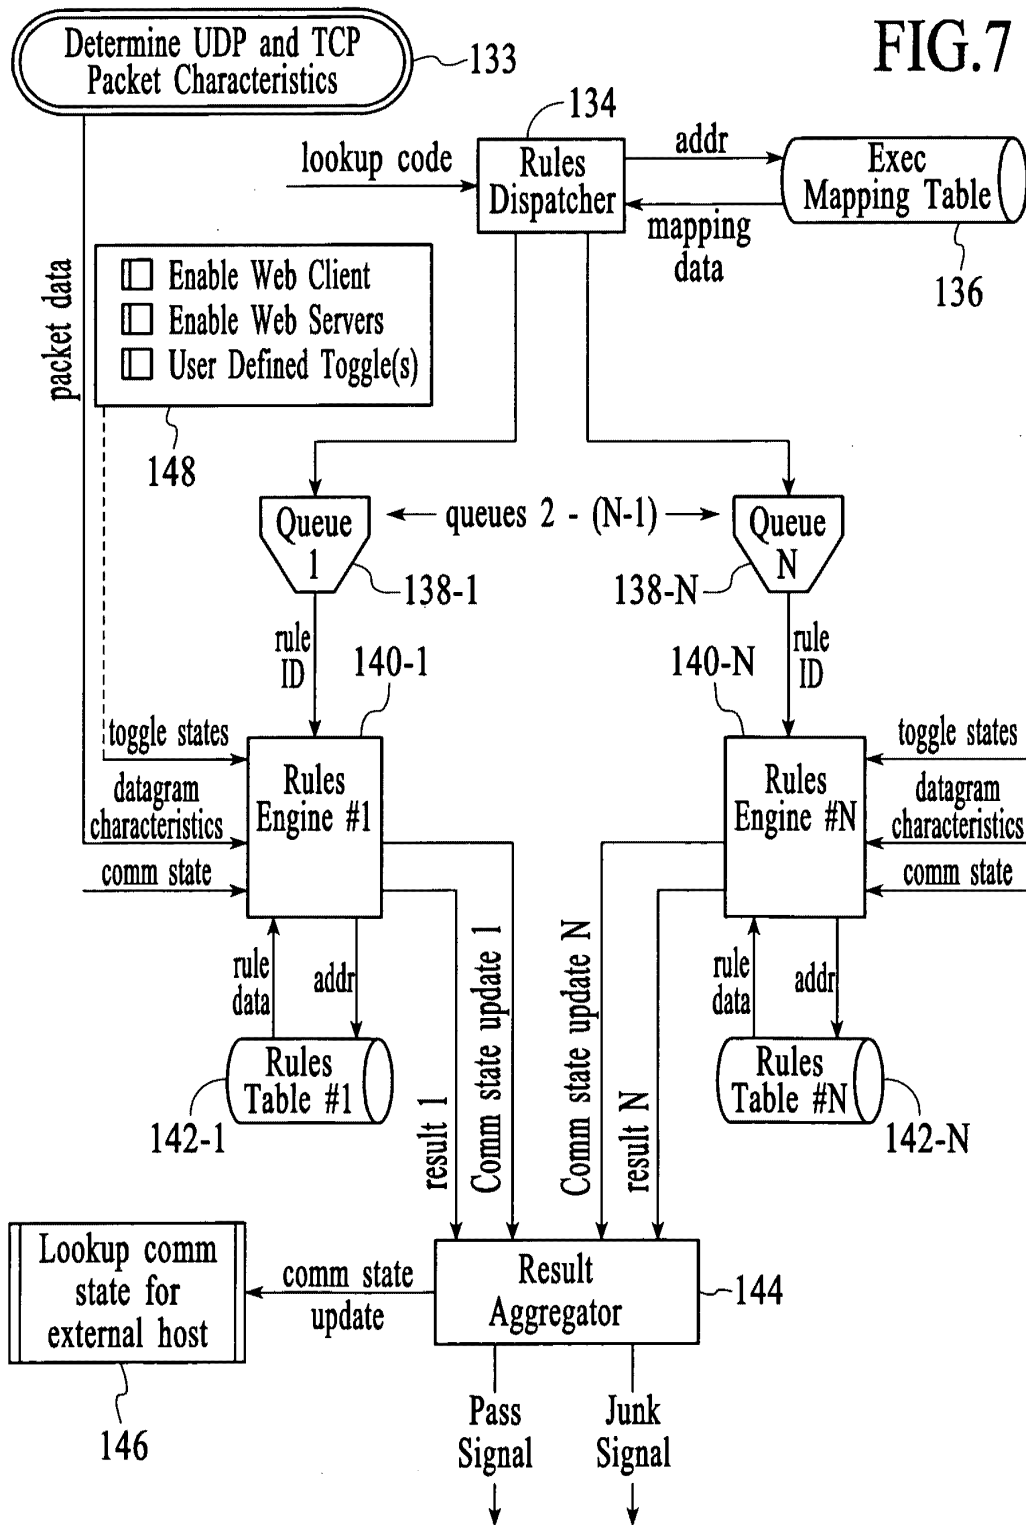 FIG.7
Determine UDP and TCP
Packet Characteristics
133
134
lookup code
Rules
Dispatcher
addr
mapping
data
Exec
Mapping Table
136
packet data
Enable Web Client
Enable Web Servers
User Defined Toggle(s)
148
Queue
1
queues 2 - (N-1)
Queue
N
138-1
138-N
rule
ID
140-1
140-N
rule
ID
toggle states
datagram
characteristics
comm state
Rules
Engine #1
Rules
Engine #N
toggle states
datagram
characteristics
comm state
rule
data
addr
Rules
Table #1
142-1
result 1
Comm state update 1
Comm state update N
result N
rule
data
addr
Rules
Table #N
142-N
Lookup comm
state for
external host
146
comm state
update
Result
Aggregator
144
Pass
Signal
Junk
Signal